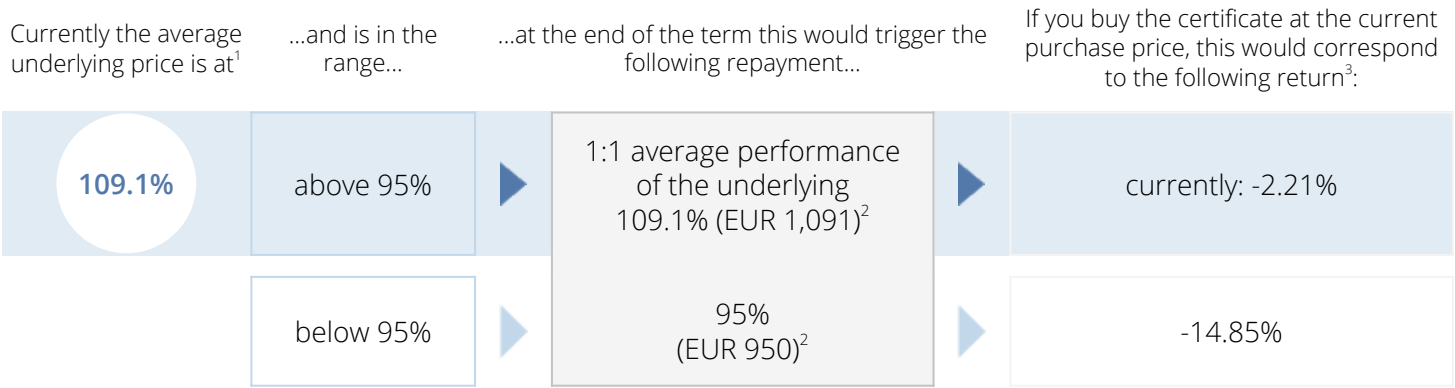 Currently the average
underlying price is at¹
...and is in the
range...
...at the end of the term this would trigger the
following repayment...
If you buy the certificate at the current
purchase price, this would correspond
to the following return³:
109.1%
above 95%
1:1 average performance
of the underlying
109.1% (EUR 1,091)²
currently: -2.21%
below 95%
95%
(EUR 950)²
-14.85%